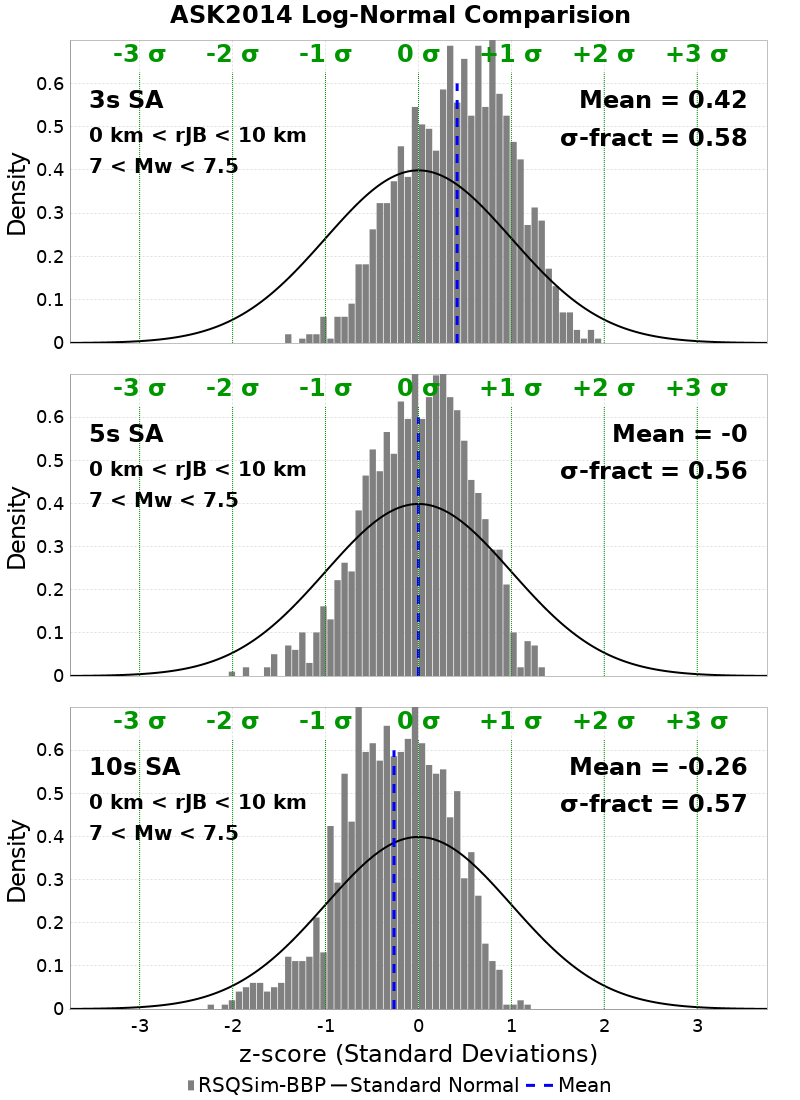 ASK2014 Log-Normal Comparision
-3 σ -2 σ -1 σ 0 σ +1 σ +2 σ +3 σ
0.6
3s SA Mean = 0.42
0.5
0 km < rJB < 10 km σ-fract = 0.58
7 < Mw < 7.5
0.4
Density
0.3
0.2
0.1
0
-3 σ -2 σ -1 σ 0 σ +1 σ +2 σ +3 σ
0.6
5s SA Mean = -0
0.5
0 km < rJB < 10 km σ-fract = 0.56
7 < Mw < 7.5
0.4
Density
0.3
0.2
0.1
0
-3 σ -2 σ -1 σ 0 σ +1 σ +2 σ +3 σ
0.6
10s SA Mean = -0.26
0.5
0 km < rJB < 10 km σ-fract = 0.57
7 < Mw < 7.5
0.4
Density
0.3
0.2
0.1
0
-3 -2 -1 0 1 2 3
z-score (Standard Deviations)
RSQSim-BBP Standard Normal Mean